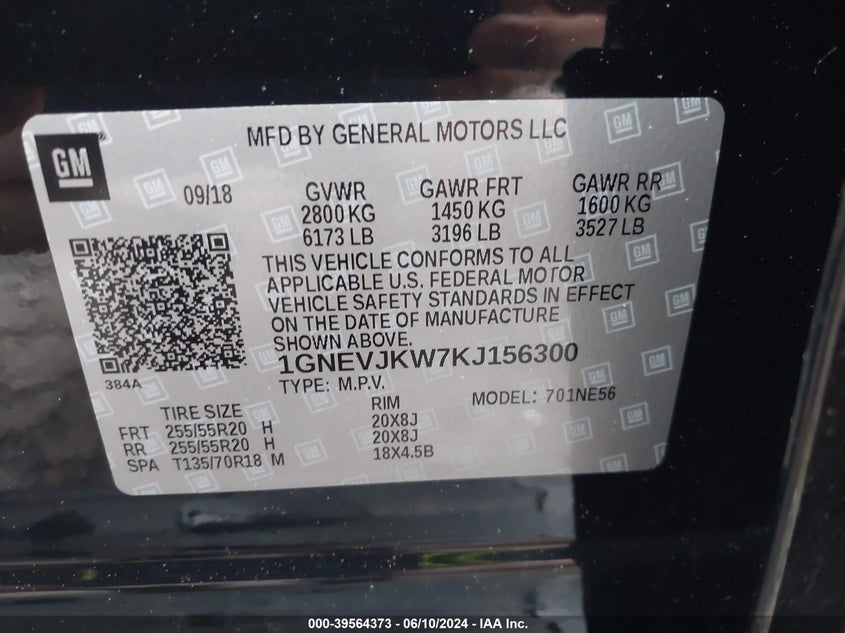 MFD BY GENERAL MOTORS LLC
GM
09/18
GVWR GAWR FRT GAWR RR
2800 KG 1450 KG 1600 KG
6173 LB 3196 LB 3527 LB
THIS VEHICLE CONFORMS TO ALL
APPLICABLE U.S. FEDERAL MOTOR
VEHICLE SAFETY STANDARDS IN EFFECT
ON THE DATE OF MANUFACTURE
SHOWN ABOVE.
1GNEVJKW7KJ156300
384A
TYPE: M.P.V. MODEL: 701NE56
TIRE SIZE RIM
FRT 255/55R20 H 20X8J
RR 255/55R20 H 20X8J
SPA T135/70R18 M 18X4.5B
000-39564373 - 06/10/2024 - IAA Inc.